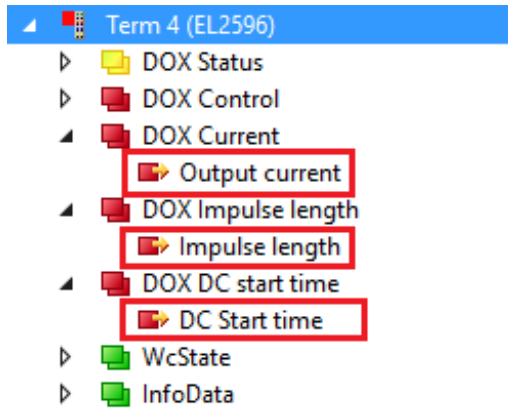 Term 4 (EL2596)
DOX Status
DOX Control
DOX Current
Output current
DOX Impulse length
Impulse length
DOX DC start time
DC Start time
WcState
InfoData